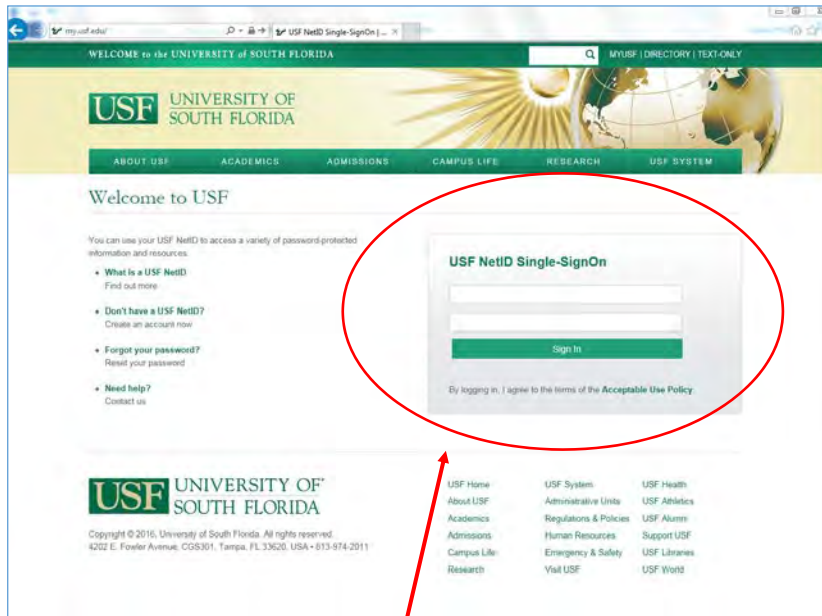 my.usf.edu/
USF NetID Single-SignOn | ...
WELCOME to the UNIVERSITY of SOUTH FLORIDA
MYUSF | DIRECTORY | TEXT-ONLY
USF UNIVERSITY OF
SOUTH FLORIDA
ABOUT USF ACADEMICS ADMISSIONS CAMPUS LIFE RESEARCH USF SYSTEM
Welcome to USF
You can use your USF NetID to access a variety of password-protected
information and resources.
• What is a USF NetID
Find out more
• Don't have a USF NetID?
Create an account now
• Forgot your password?
Reset your password
• Need help?
Contact us
USF NetID Single-SignOn
Sign In
By logging in, I agree to the terms of the Acceptable Use Policy
USF UNIVERSITY OF
SOUTH FLORIDA
Copyright © 2016, University of South Florida. All rights reserved.
4202 E. Fowler Avenue, CGS301, Tampa, FL 33620, USA • 813-974-2011
USF Home
About USF
Academics
Admissions
Campus Life
Research
USF System
Administrative Units
Regulations & Policies
Human Resources
Emergency & Safety
Visit USF
USF Health
USF Athletics
USF Alumni
Support USF
USF Libraries
USF World